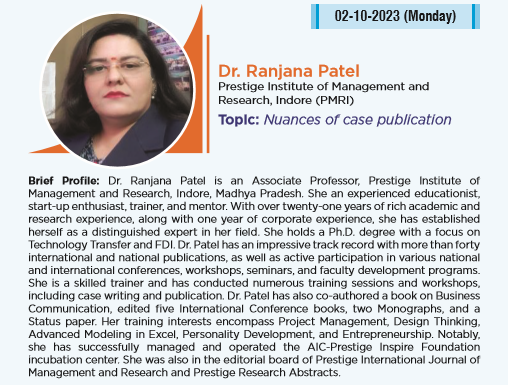 02-10-2023 (Monday)
Dr. Ranjana Patel
Prestige Institute of Management and
Research, Indore (PMRI)
Topic: Nuances of case publication
Brief Profile: Dr. Ranjana Patel is an Associate Professor, Prestige Institute of
Management and Research, Indore, Madhya Pradesh. She an experienced educationist,
start-up enthusiast, trainer, and mentor. With over twenty-one years of rich academic and
research experience, along with one year of corporate experience, she has established
herself as a distinguished expert in her field. She holds a Ph.D. degree with a focus on
Technology Transfer and FDI. Dr. Patel has an impressive track record with more than forty
international and national publications, as well as active participation in various national
and international conferences, workshops, seminars, and faculty development programs.
She is a skilled trainer and has conducted numerous training sessions and workshops,
including case writing and publication. Dr. Patel has also co-authored a book on Business
Communication, edited five International Conference books, two Monographs, and a
Status paper. Her training interests encompass Project Management, Design Thinking,
Advanced Modeling in Excel, Personality Development, and Entrepreneurship. Notably,
she has successfully managed and operated the AIC-Prestige Inspire Foundation
incubation center. She was also in the editorial board of Prestige International Journal of
Management and Research and Prestige Research Abstracts.